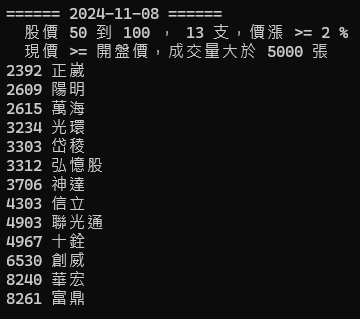 ====== 2024-11-08 ======
股價 50 到 100 , 13 支, 價漲 >= 2 %
現價 >= 開盤價, 成交量大於 5000 張
2392 正崴
2609 陽明
2615 萬海
3234 光環
3303 岱稜
3312 弘憶股
3706 神達
4303 信立
4903 聯光通
4967 十銓
6530 創威
8240 華宏
8261 富鼎